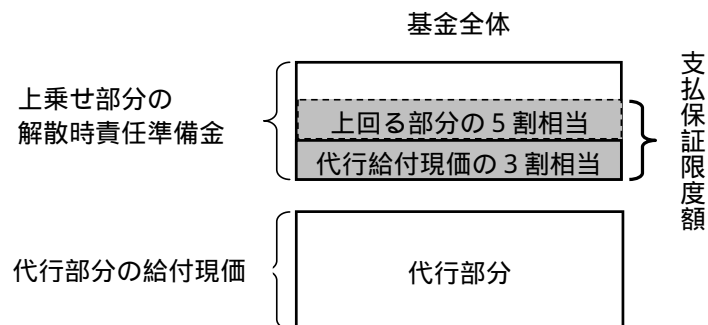 基金全体
上乗せ部分の
解散時責任準備金
上回る部分の５割相当
代行給付現価の３割相当
支払保証限度額
代行部分の給付現価
代行部分